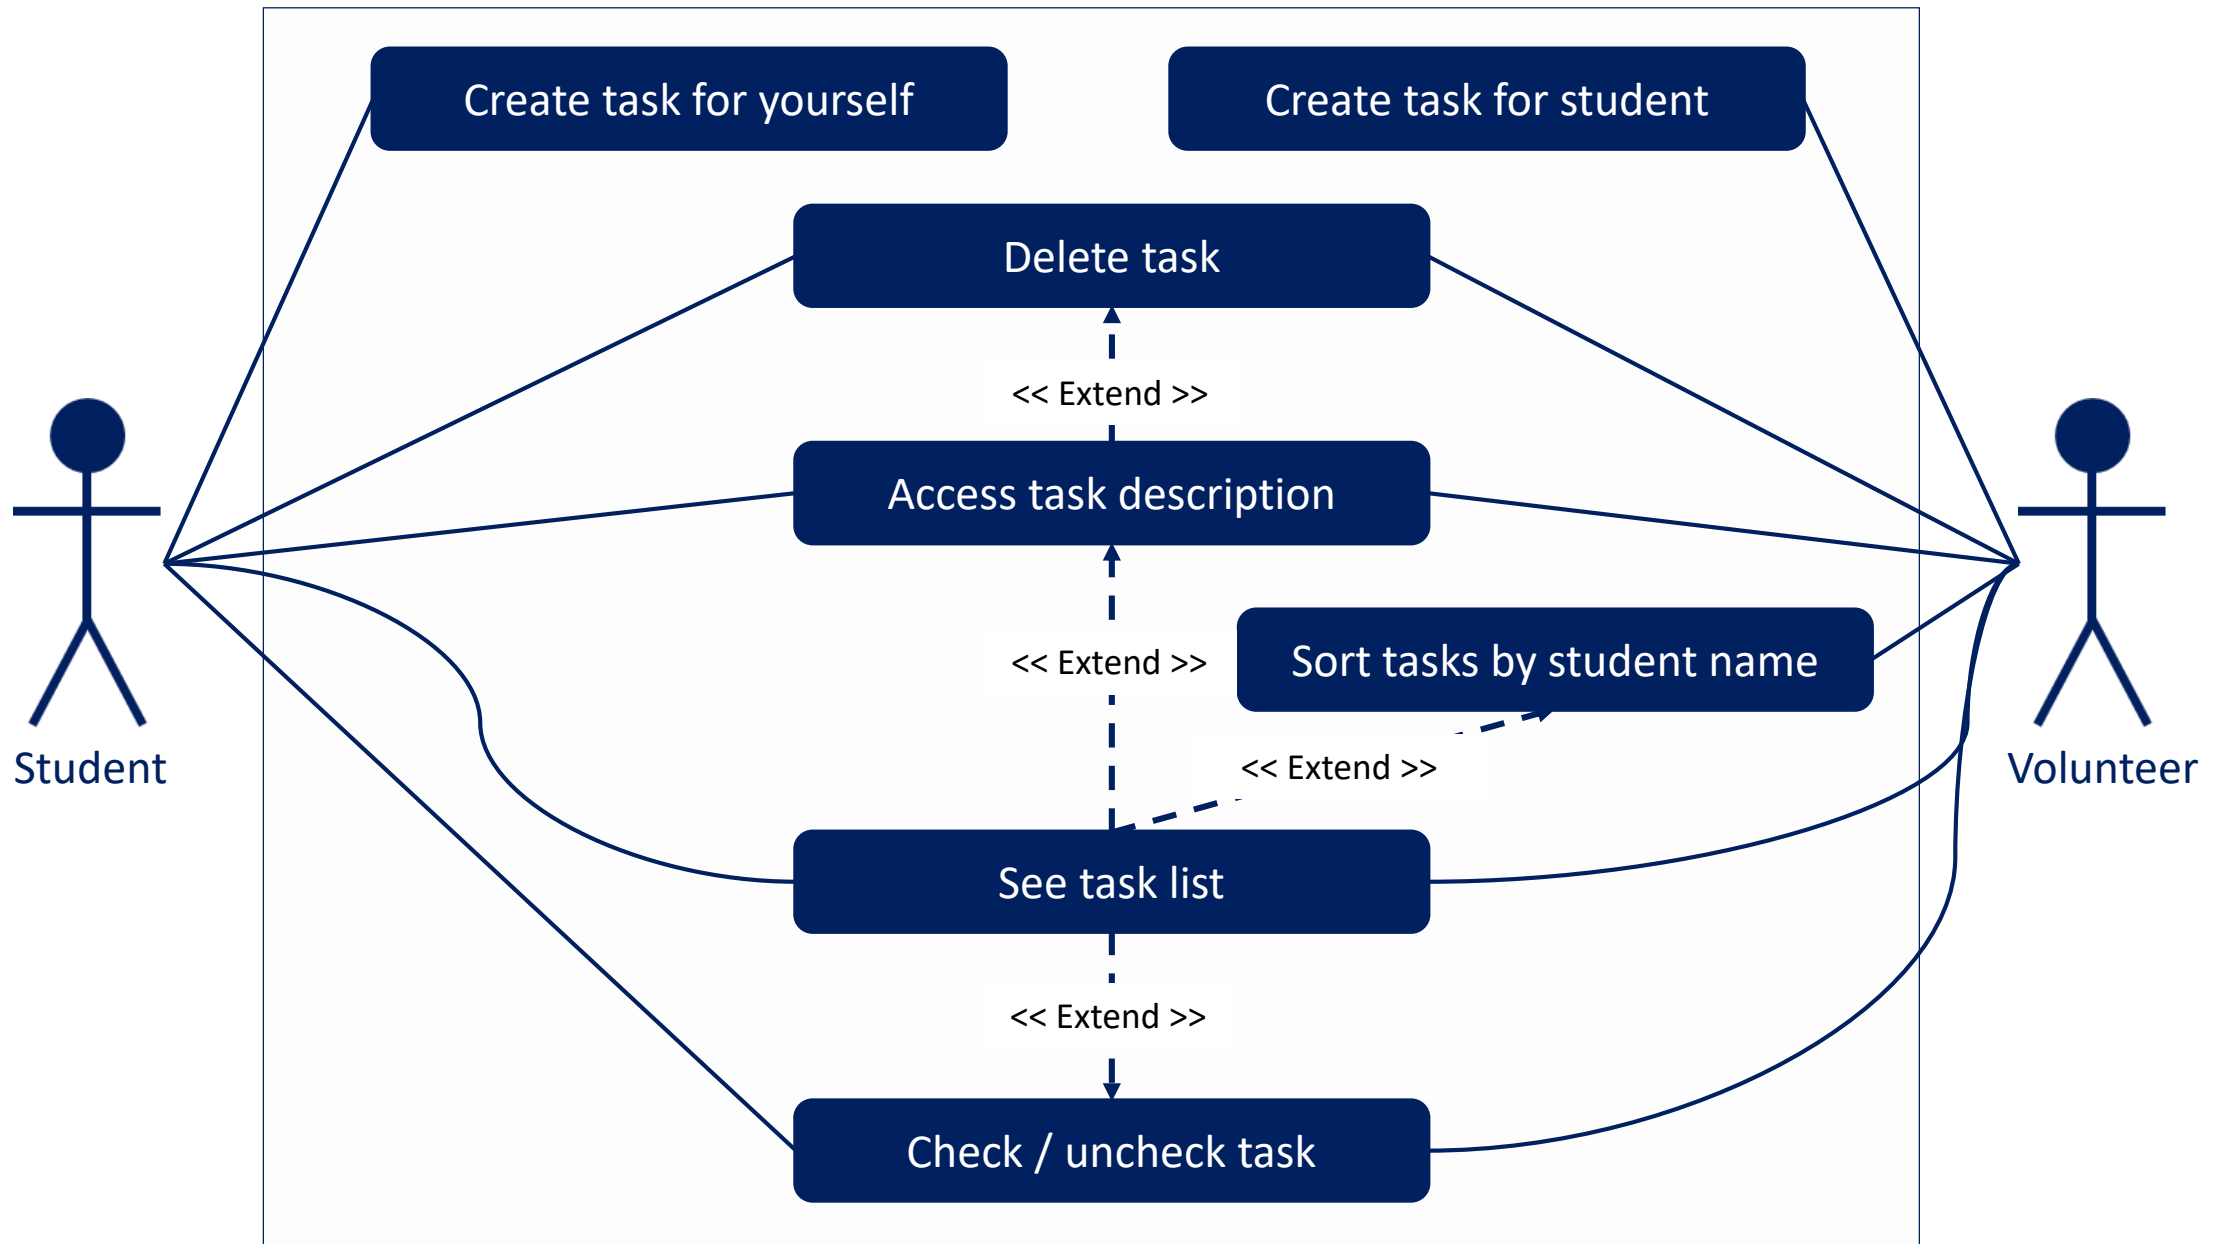 Create task for yourself
Create task for student
Delete task
<< Extend >>
Access task description
<< Extend >>
Sort tasks by student name
Student
<< Extend >>
Volunteer
See task list
<< Extend >>
Check / uncheck task